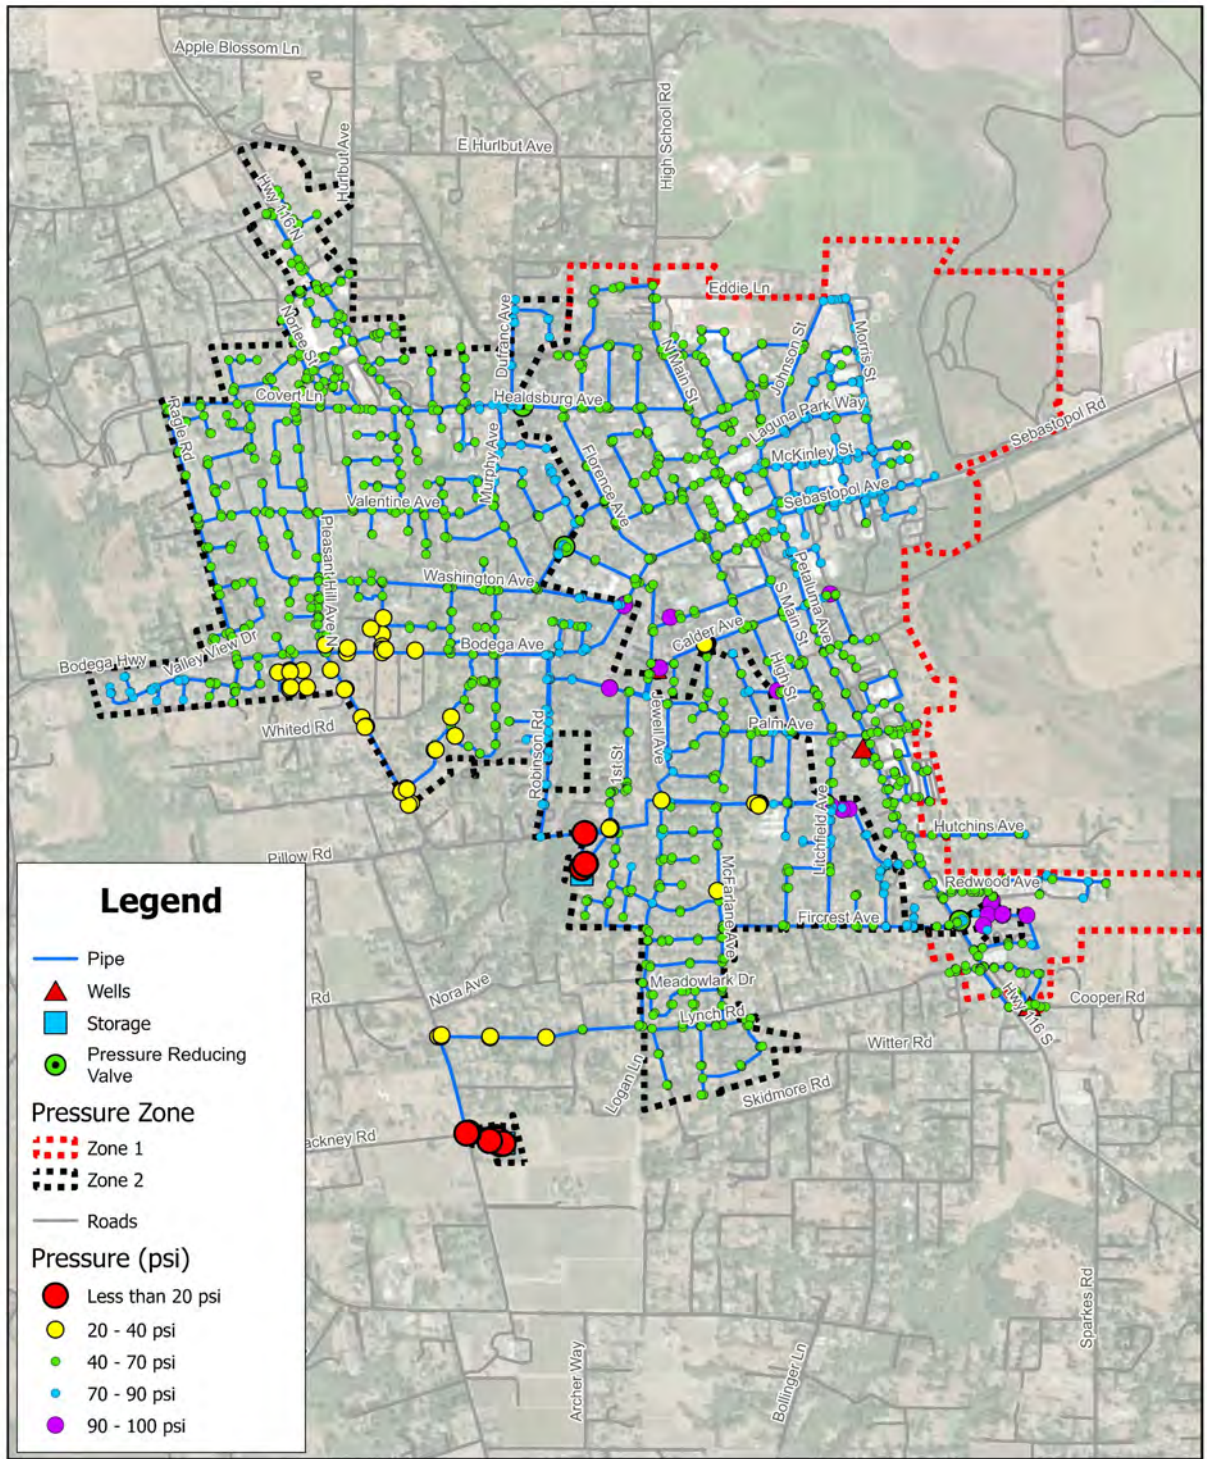 Apple Blossom Ln
Hurlbut Ave
E Hurlbut Ave
High School Rd
Hwy 116 N
Eddie Ln
Dufranc Ave
Norlee St
N Main St
Johnson St
Morris St
Covert Ln
Healdsburg Ave
Ragle Rd
Laguna Park Way
Sebastopol Rd
Murphy Ave
Florence Ave
McKinley St
Valentine Ave
Sebastopol Ave
Pleasant Hill Ave N
Washington Ave
Petaluma Ave
S Main St
Bodega Ave
Calder Ave
Bodega Hwy
Valley View Dr
High St
Jewell Ave
Whited Rd
Palm Ave
Robinson Rd
1st St
Litchfield Ave
Hutchins Ave
Pillow Rd
McFarlane Ave
Redwood Ave
Fircrest Ave
Meadowlark Dr
Nora Ave
Rd
Lynch Rd
Hwy 116 S
Cooper Rd
Witter Rd
Logan Ln
Skidmore Rd
ackney Rd
Sparkes Rd
Archer Way
Bollinger Ln
Legend
Pipe
Wells
Storage
Pressure Reducing
Valve
Pressure Zone
Zone 1
Zone 2
Roads
Pressure (psi)
Less than 20 psi
20 - 40 psi
40 - 70 psi
70 - 90 psi
90 - 100 psi